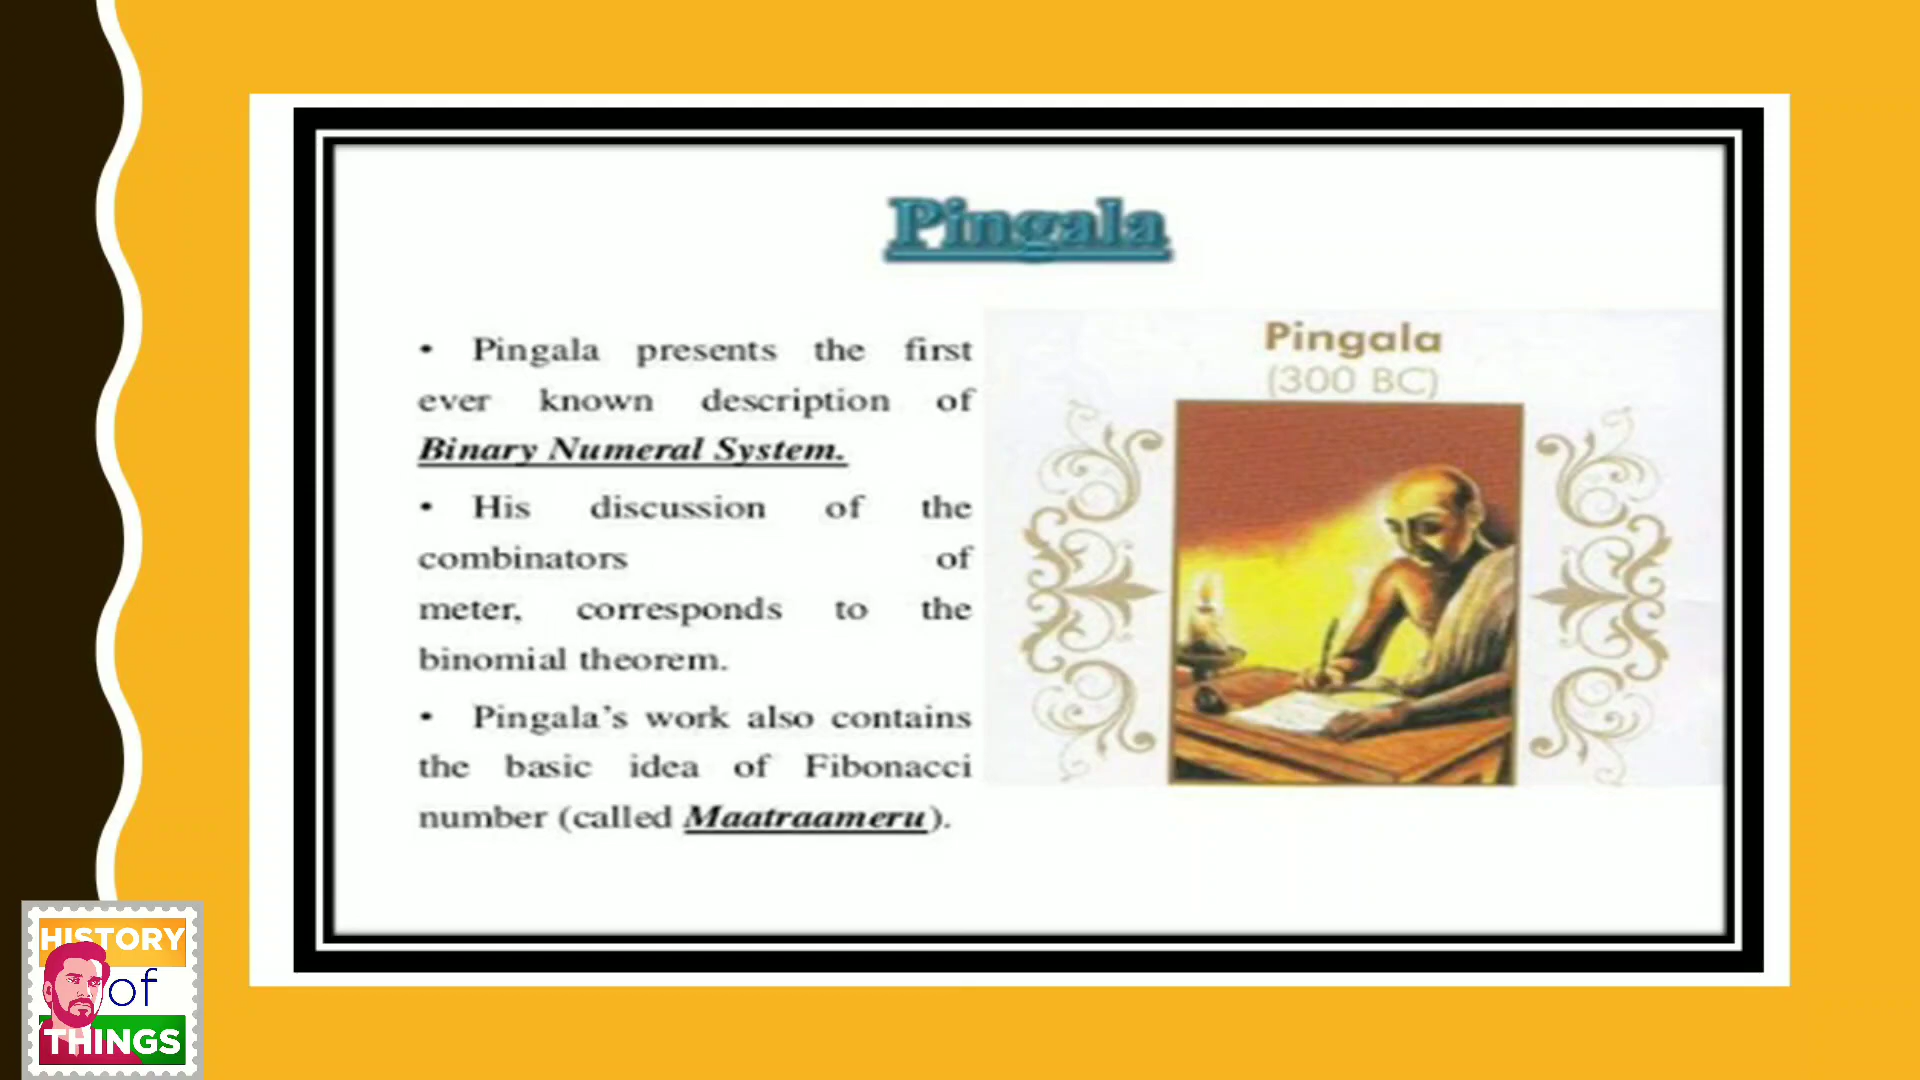 Pingala
• Pingala presents the first
ever known description of
Binary Numeral System.
• His discussion of the
combinators of
meter, corresponds to the
binomial theorem.
• Pingala’s work also contains
the basic idea of Fibonacci
number (called Maatraameru).
Pingala
(300 BC)
HISTORY
of
THINGS